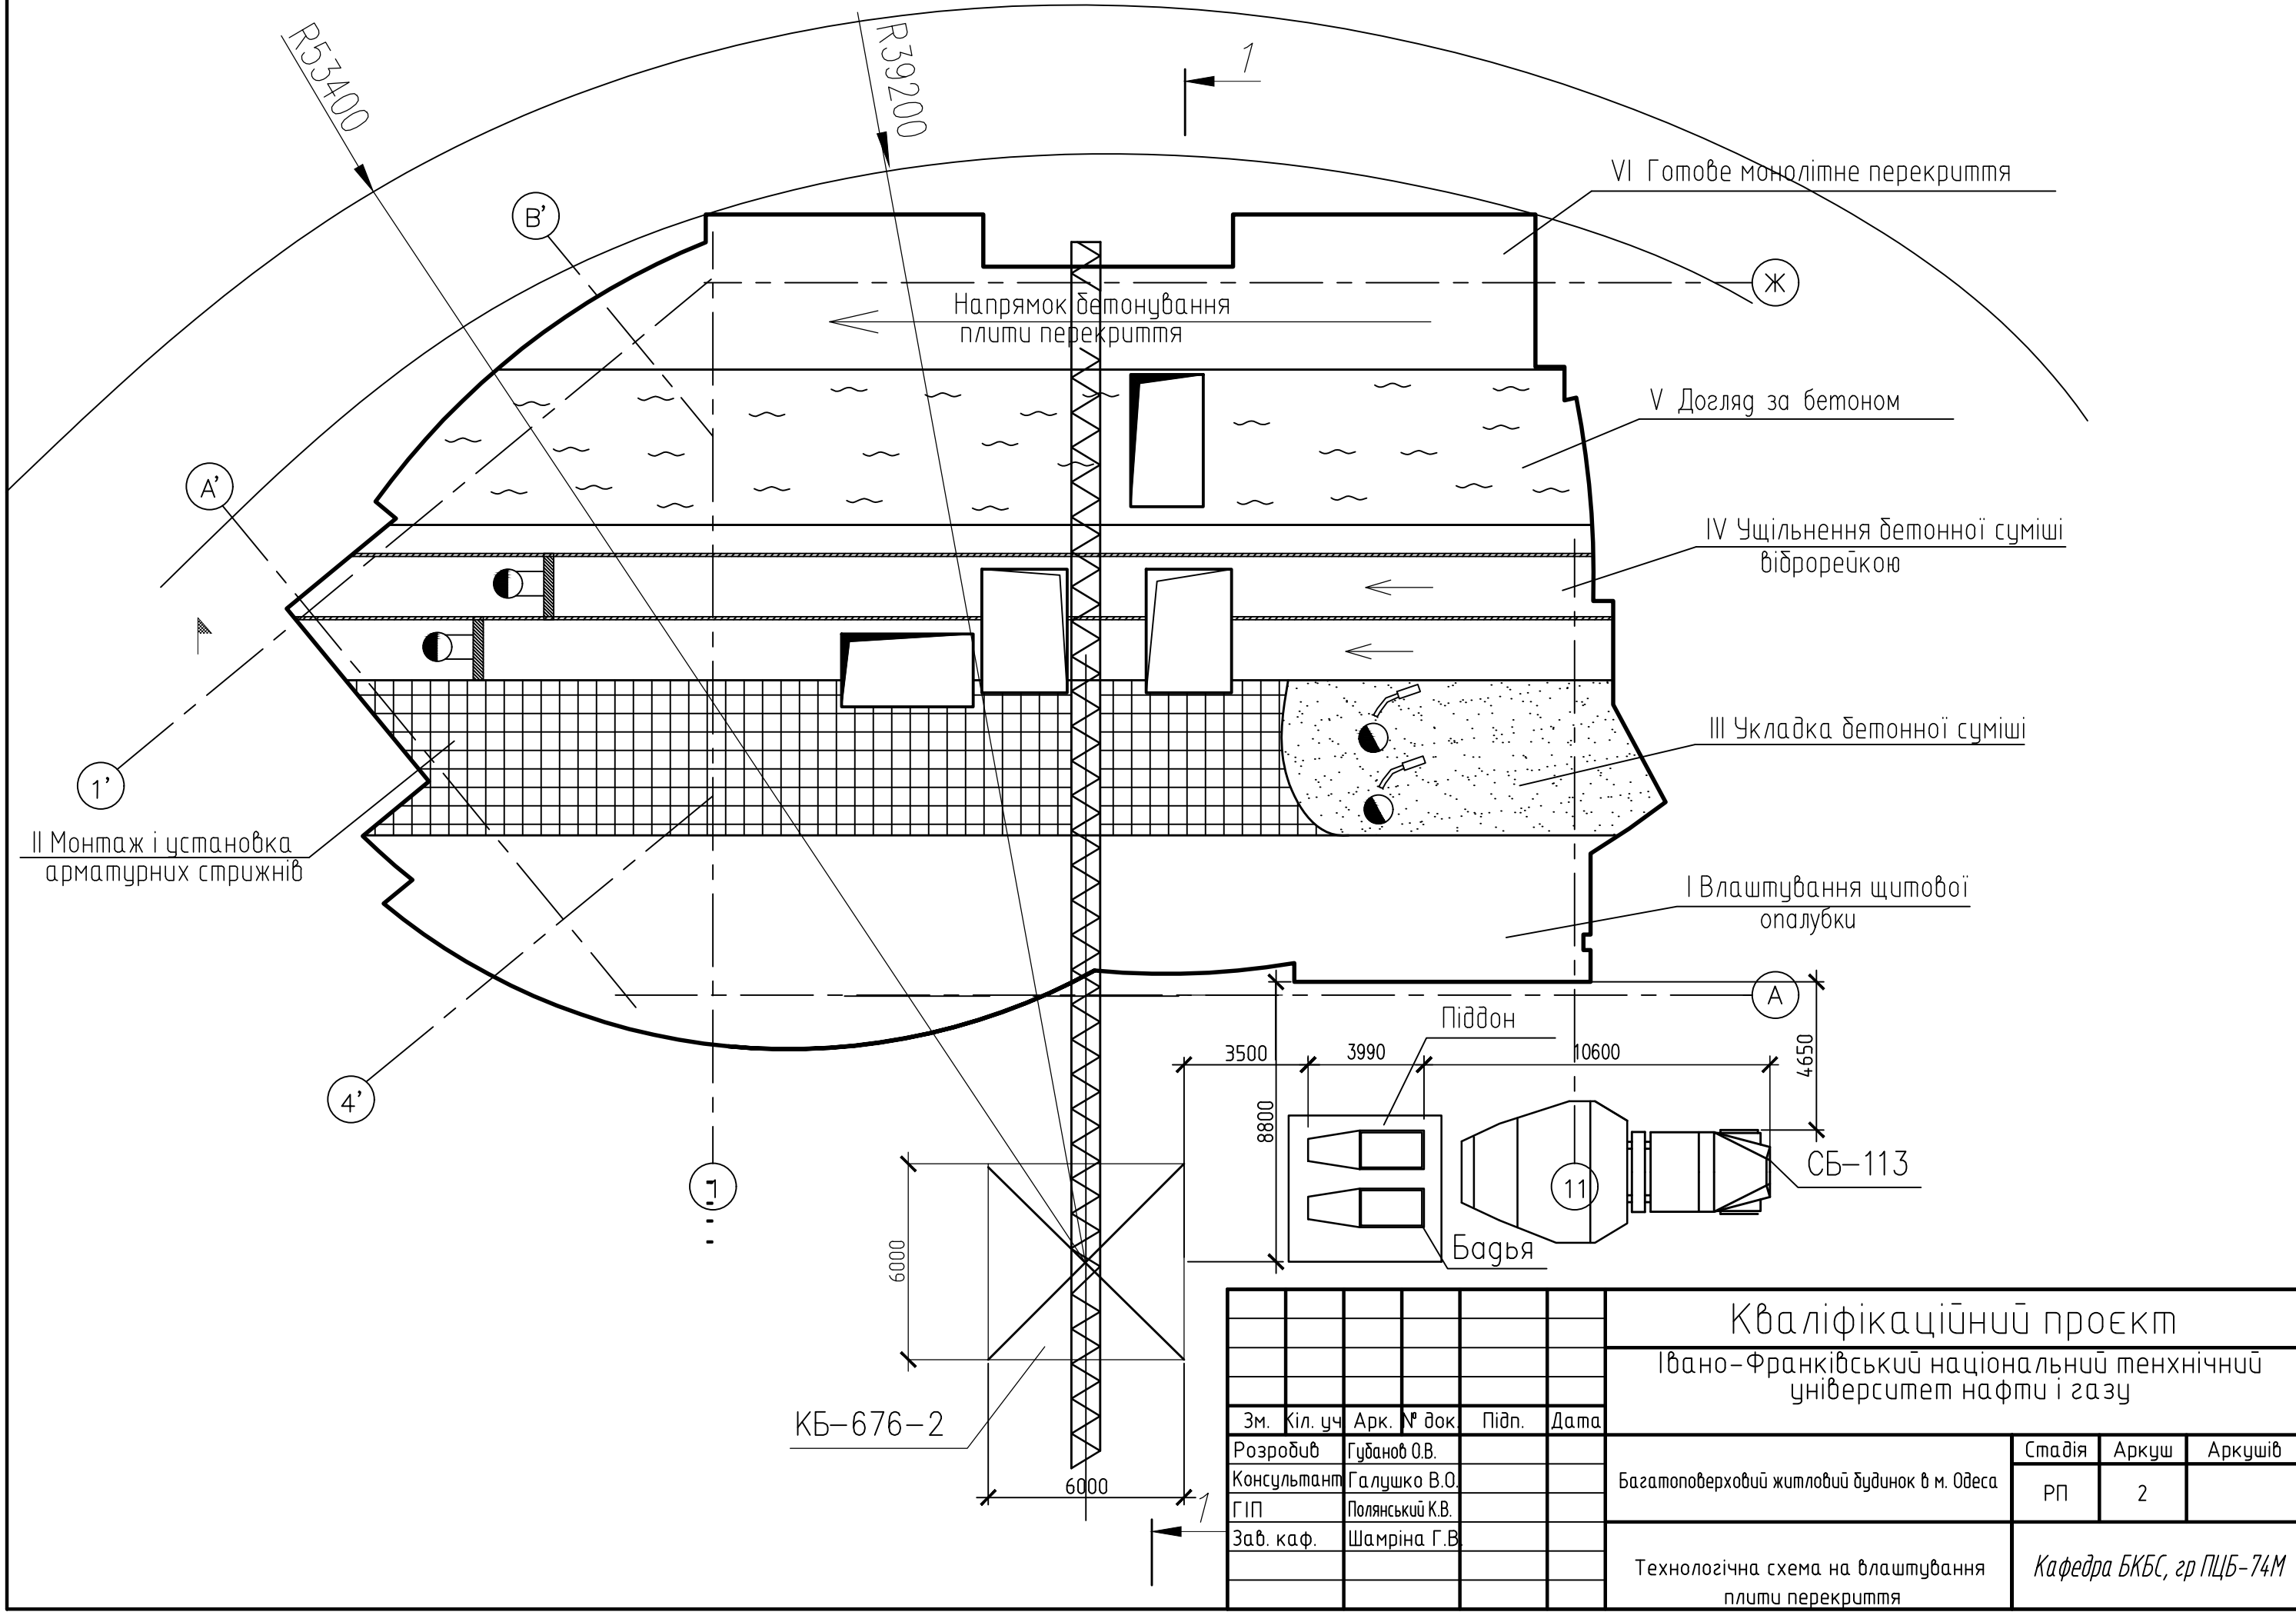 R53400
R39200
1
VI Готове монолітне перекриття
В’
Ж
Напрямок бетонування
плити перекриття
V Догляд за бетоном
А’
IV Ущільнення бетонної суміші
віброрейкою
III Укладка бетонної суміші
1’
II Монтаж і установка
арматурних стрижнів
I Влаштування щитової
опалубки
А
Піддон
3500
3990
10600
4650
4’
8800
СБ-113
1
11
Бадья
6000
КБ-676-2
6000
1
Кваліфікаційний проєкт
Івано-Франківський національний тенхнічний
університет нафти і газу
Зм. Кіл. уч Арк. № док. Підп. Дата
Розробив Губанов О.В.
Консультант Галушко В.О.
ГІП Полянський К.В.
Зав. каф. Шамріна Г.В.
Багатоповерховий житловий будинок в м. Одеса
Стадія Аркуш Аркушів
РП 2
Технологічна схема на влаштування
плити перекриття
Кафедра БКБС, гр ПЦБ-74М